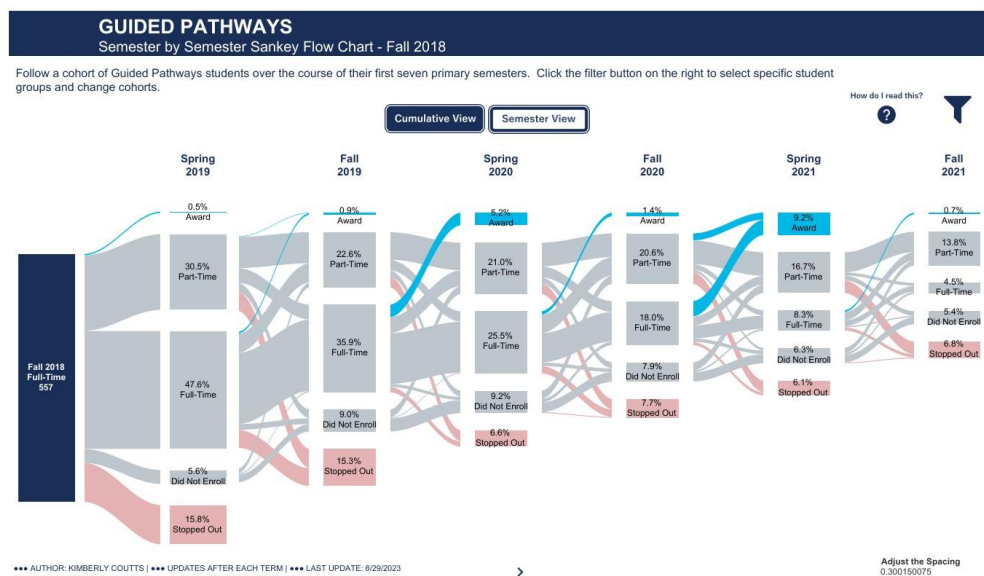 GUIDED PATHWAYS
Semester by Semester Sankey Flow Chart - Fall 2018
Follow a cohort of Guided Pathways students over the course of their first seven primary semesters. Click the filter button on the right to select specific student
groups and change cohorts.
How do I read this?
?
Cumulative View
Semester View
Spring
2019
Fall
2019
Spring
2020
Fall
2020
Spring
2021
Fall
2021
Fall 2018
Full-Time
557
0.5%
Award
30.5%
Part-Time
47.6%
Full-Time
5.6%
Did Not Enroll
15.8%
Stopped Out
0.9%
Award
22.6%
Part-Time
35.9%
Full-Time
9.0%
Did Not Enroll
15.3%
Stopped Out
5.2%
Award
21.0%
Part-Time
25.5%
Full-Time
9.2%
Did Not Enroll
6.6%
Stopped Out
1.4%
Award
20.6%
Part-Time
18.0%
Full-Time
7.9%
Did Not Enroll
7.7%
Stopped Out
9.2%
Award
16.7%
Part-Time
8.3%
Full-Time
6.3%
Did Not Enroll
6.1%
Stopped Out
0.7%
Award
13.8%
Part-Time
4.5%
Full-Time
5.4%
Did Not Enroll
6.8%
Stopped Out
●●● AUTHOR: KIMBERLY COUTTS | ●●● UPDATES AFTER EACH TERM | ●●● LAST UPDATE: 8/29/2023
Adjust the Spacing
0.300150075